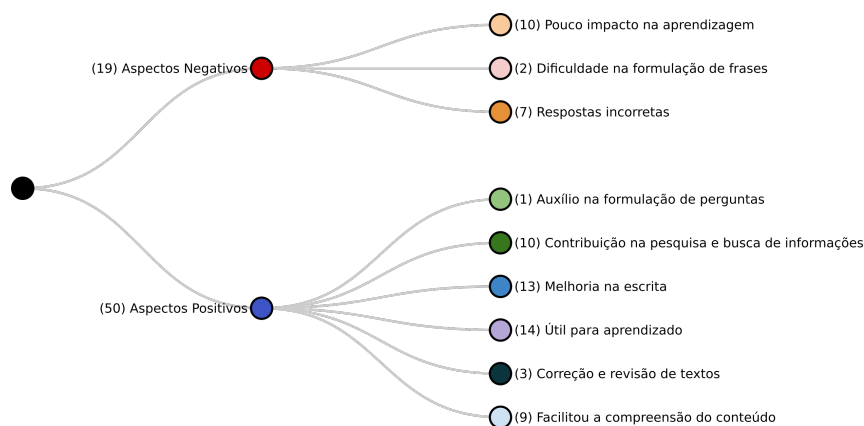 (10) Pouco impacto na aprendizagem
(19) Aspectos Negativos
(2) Dificuldade na formulação de frases
(7) Respostas incorretas
(1) Auxílio na formulação de perguntas
(10) Contribuição na pesquisa e busca de informações
(13) Melhoria na escrita
(50) Aspectos Positivos
(14) Útil para aprendizado
(3) Correção e revisão de textos
(9) Facilitou a compreensão do conteúdo